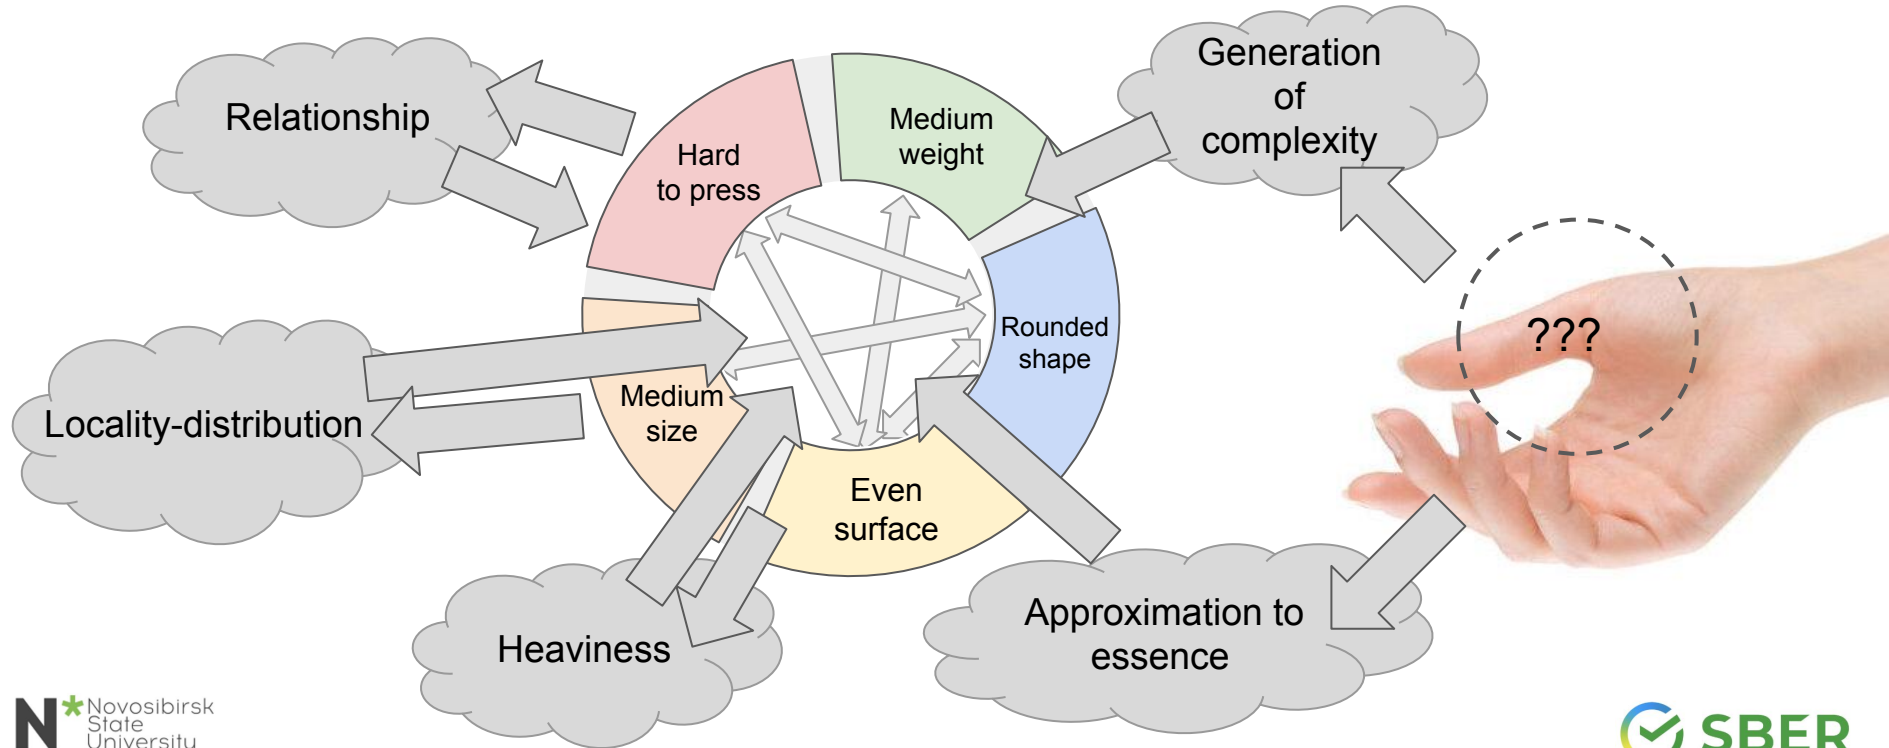 Generation
of
complexity
Relationship
Medium
weight
Hard
to press
Rounded
shape
???
Locality-distribution
Medium
size
Even
surface
Approximation to
essence
Heaviness
N*Novosibirsk
State
University
SBER